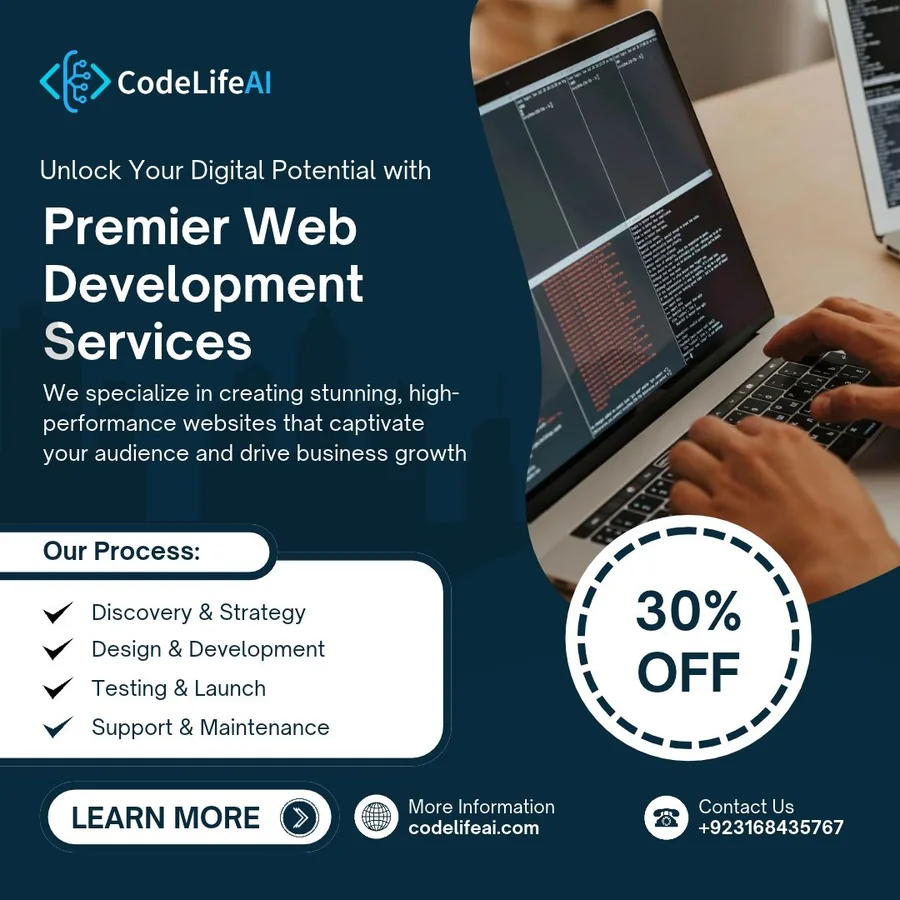 CodeLifeAI
Unlock Your Digital Potential with
Premier Web
Development
Services
We specialize in creating stunning, high-
performance websites that captivate
your audience and drive business growth
Our Process:
Discovery & Strategy
Design & Development
Testing & Launch
Support & Maintenance
30%
OFF
LEARN MORE
More Information
codelifeai.com
Contact Us
+923168435767